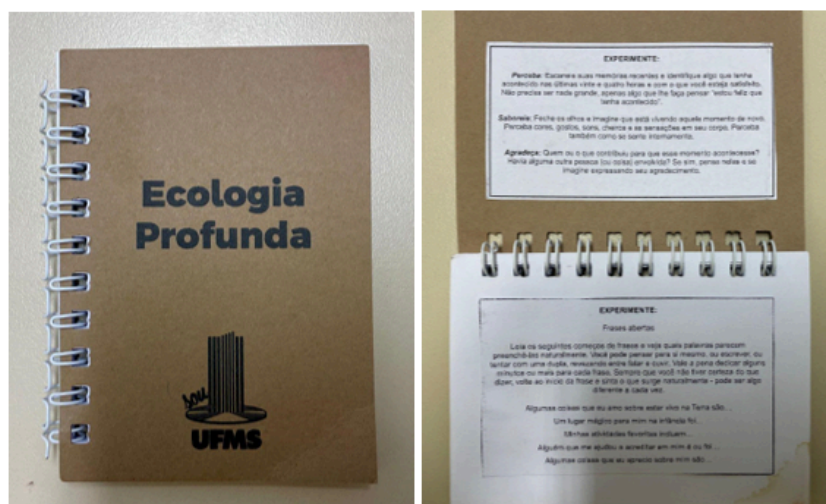 Ecologia
Profunda
sou
UFMS
EXPERIMENTE:
Perceba: Escaneie suas memórias recentes e identifique algo que tenha
acontecido nas últimas vinte e quatro horas e com o que você esteja satisfeito.
Não precisa ser nada grande, apenas algo que lhe faça pensar "estou feliz que
tenha acontecido".
Saboreie: Feche os olhos e imagine que está vivendo aquele momento de novo.
Perceba cores, gostos, sons, cheiros e as sensações em seu corpo. Perceba
também como se sente internamente.
Agradeça: Quem ou o que contribuiu para que esse momento acontecesse?
Havia alguma outra pessoa (ou coisa) envolvida? Se sim, pense nelas e se
imagine expressando seu agradecimento.
EXPERIMENTE:
Frases abertas
Leia os seguintes começos de frases e veja quais palavras parecem
preenchê-los naturalmente. Você pode pensar para si mesmo, ou escrever, ou
tentar com uma dupla, revezando entre falar e ouvir. Vale a pena dedicar alguns
minutos ou mais para cada frase. Sempre que você não tiver certeza do que
dizer, volte ao início da frase e sinta o que surge naturalmente - pode ser algo
diferente a cada vez.
Algumas coisas que eu amo sobre estar vivo na Terra são...
Um lugar mágico para mim na infância foi...
Minhas atividades favoritas incluem...
Alguém que me ajudou a acreditar em mim é ou foi...
Algumas coisas que eu aprecio sobre mim são...